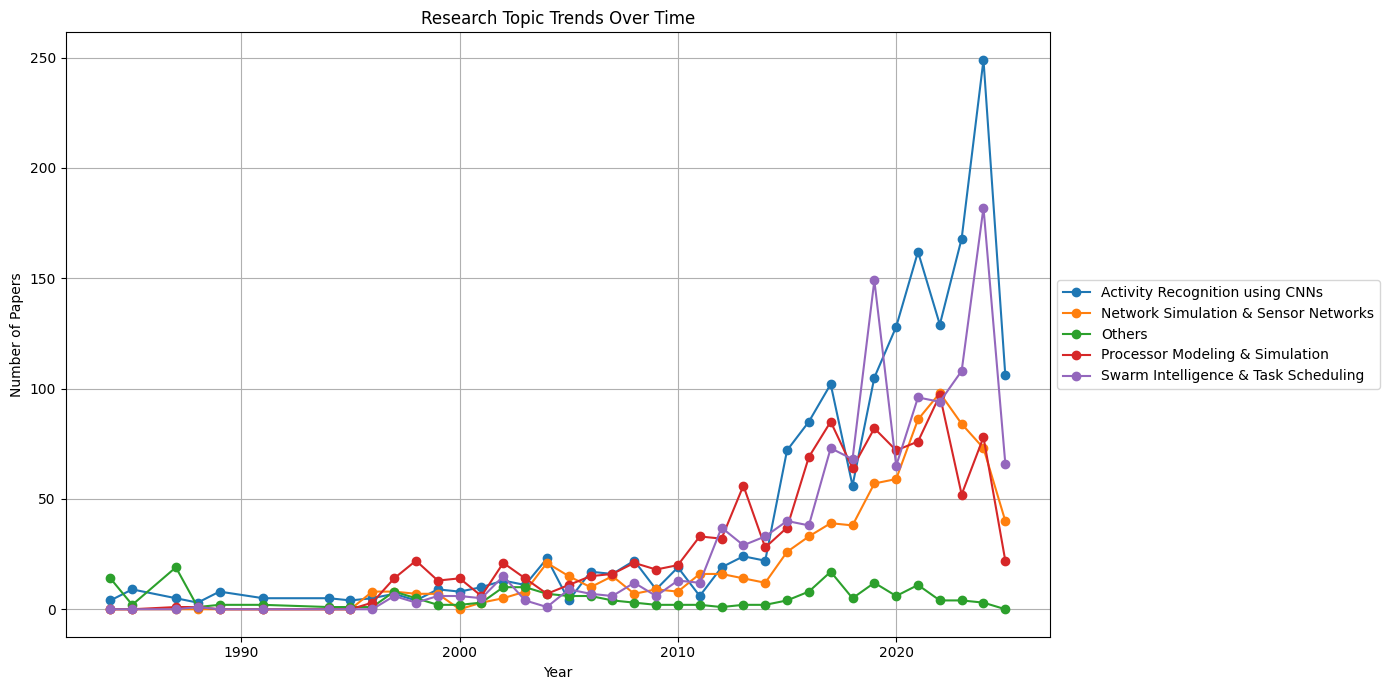 Research Topic Trends Over Time
Number of Papers
250
200
150
100
50
0
1990
2000
2010
2020
Year
Activity Recognition using CNNs
Network Simulation & Sensor Networks
Others
Processor Modeling & Simulation
Swarm Intelligence & Task Scheduling